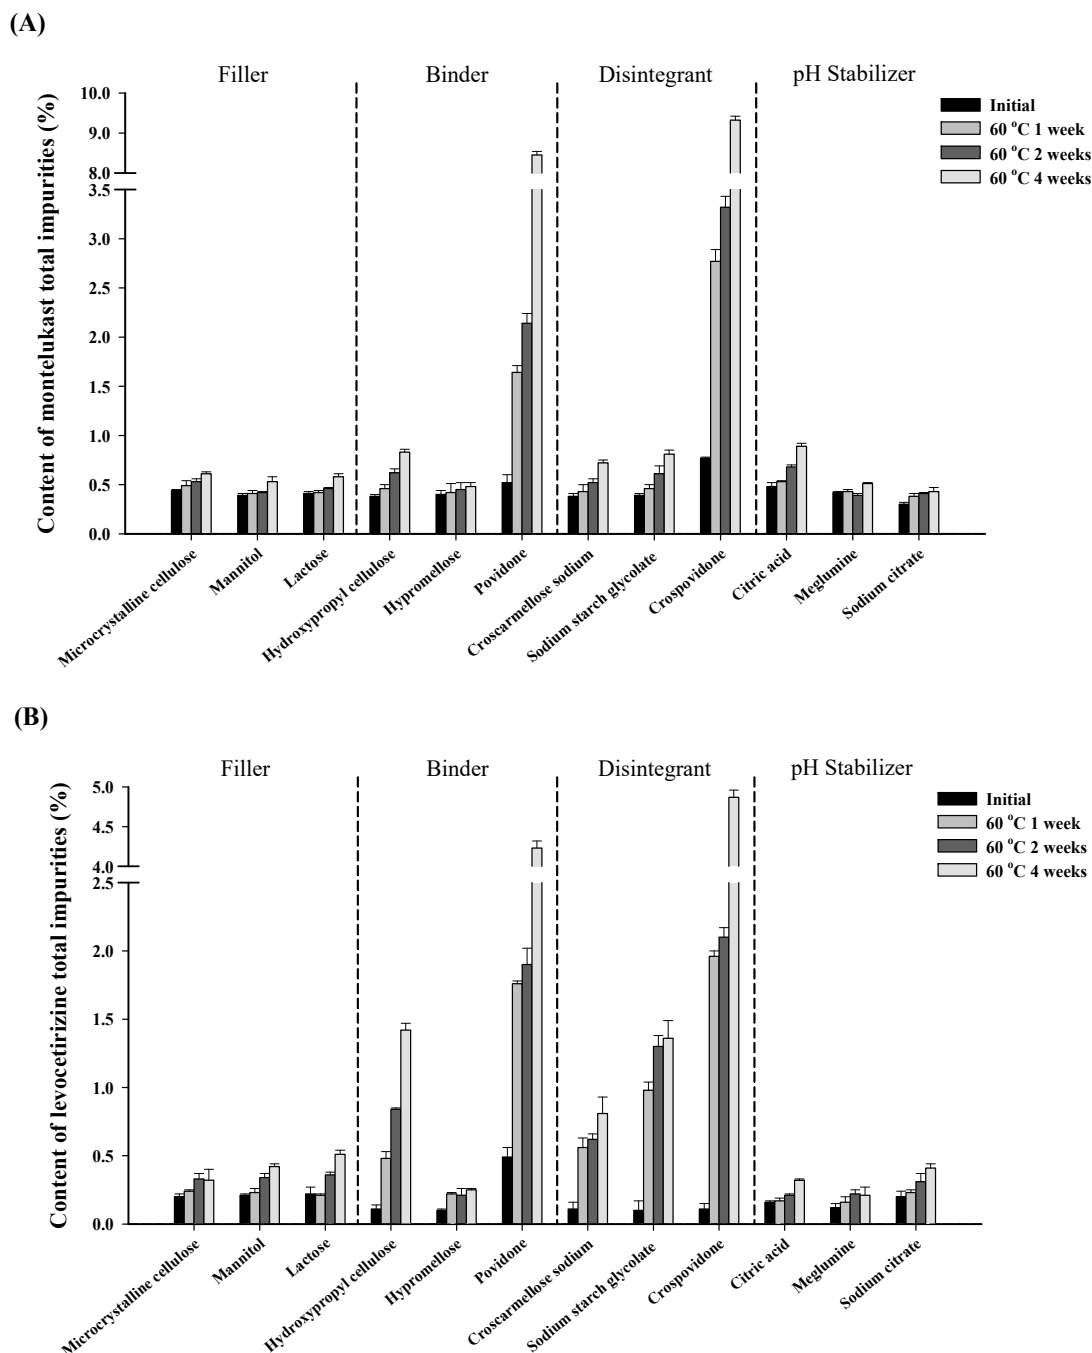 (A)
Filler Binder Disintegrant pH Stabilizer
Content of montelukast total impurities (%)
10.0
9.0
8.0
3.5
3.0
2.5
2.0
1.5
1.0
0.5
0.0
Initial
60 °C 1 week
60 °C 2 weeks
60 °C 4 weeks
Microcrystalline cellulose
Mannitol
Lactose
Hydroxypropyl cellulose
Hypromellose
Povidone
Croscarmellose sodium
Sodium starch glycolate
Crospovidone
Citric acid
Meglumine
Sodium citrate
(B)
Filler Binder Disintegrant pH Stabilizer
Content of levocetirizine total impurities (%)
5.0
4.5
4.0
2.5
2.0
1.5
1.0
0.5
0.0
Initial
60 °C 1 week
60 °C 2 weeks
60 °C 4 weeks
Microcrystalline cellulose
Mannitol
Lactose
Hydroxypropyl cellulose
Hypromellose
Povidone
Croscarmellose sodium
Sodium starch glycolate
Crospovidone
Citric acid
Meglumine
Sodium citrate